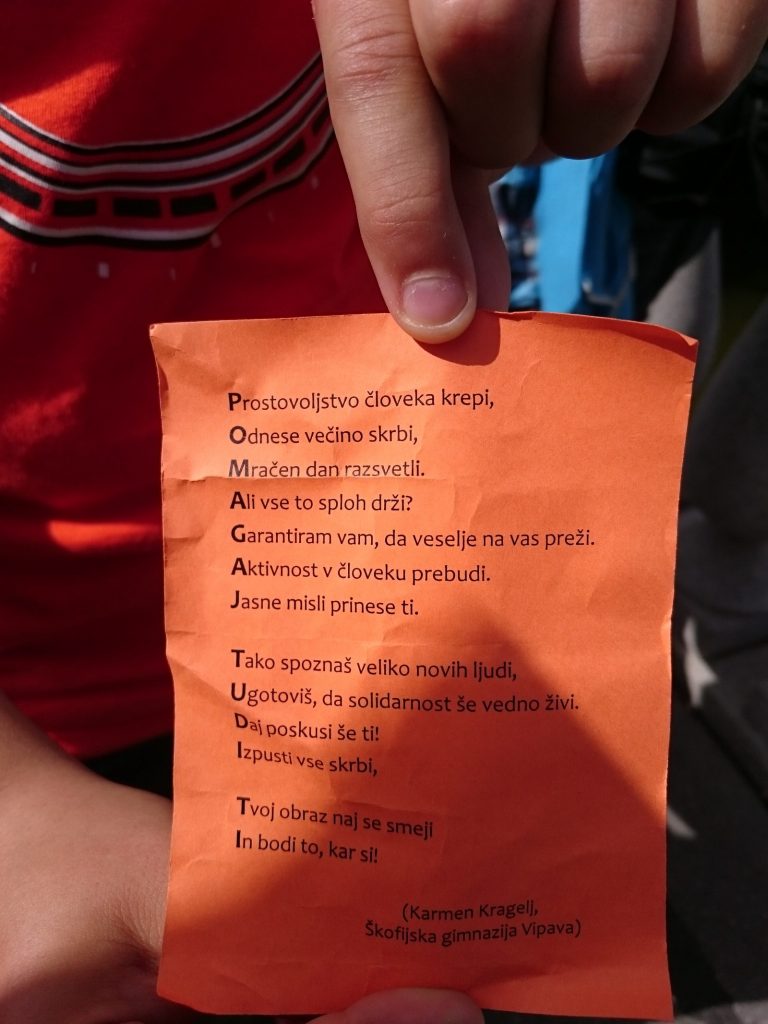 Prostovoljstvo človeka krepi,
Odnese večino skrbi,
Mračen dan razsvetli.
Ali vse to sploh drži?
Garantiram vam, da veselje na vas preži.
Aktivnost v človeku prebudi.
Jasne misli prinese ti.
Tako spoznaš veliko novih ljudi,
Ugotoviš, da solidarnost še vedno živi.
Daj poskusi še ti!
Izpusti vse skrbi,
Tvoj obraz naj se smeji
In bodi to, kar si!
(Karmen Kragelj,
Škofijska gimnazija Vipava)